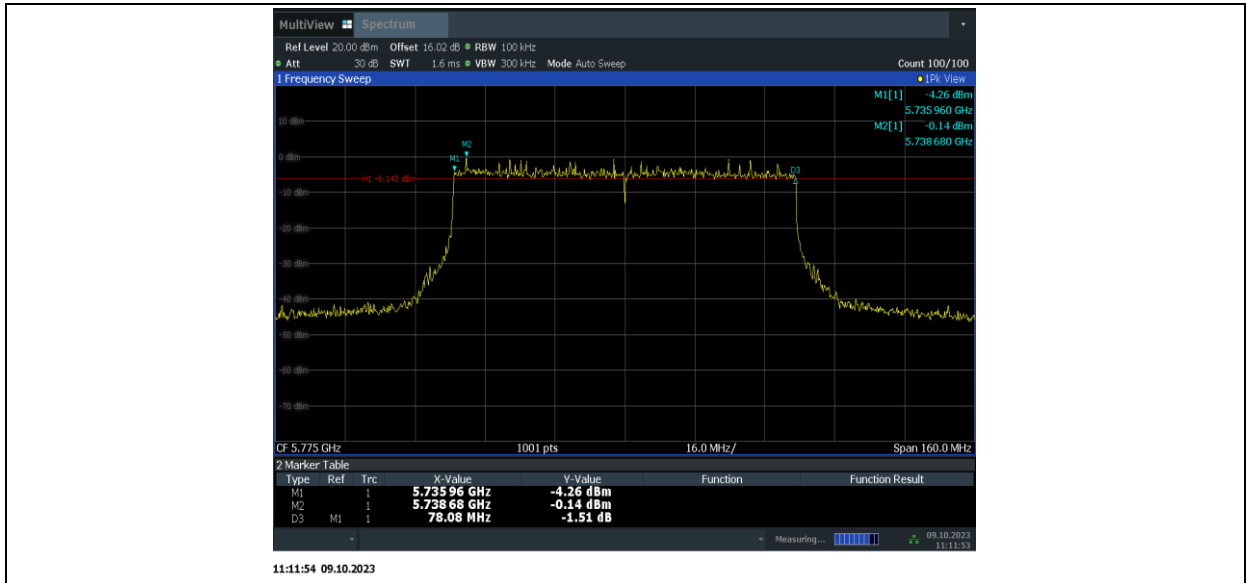 MultiView Spectrum
Ref Level 20.00 dBm Offset 16.02 dB RBW 100 kHz
Att 30 dB SWT 1.6 ms VBW 300 kHz Mode Auto Sweep Count 100/100
1 Frequency Sweep 1Pk View
M1[1] -4.26 dBm
5.735 960 GHz
10 dBm
M2[1] -0.14 dBm
5.738 680 GHz
M2
0 dBm
M1
D3
H1 -6.140 dBm
-10 dBm
-20 dBm
-30 dBm
-40 dBm
-50 dBm
-60 dBm
-70 dBm
CF 5.775 GHz 1001 pts 16.0 MHz/ Span 160.0 MHz
2 Marker Table
Type Ref Trc X-Value Y-Value Function Function Result
M1 1 5.735 96 GHz -4.26 dBm
M2 1 5.738 68 GHz -0.14 dBm
D3 M1 1 78.08 MHz -1.51 dB
Measuring... 09.10.2023
11:11:53
11:11:54 09.10.2023